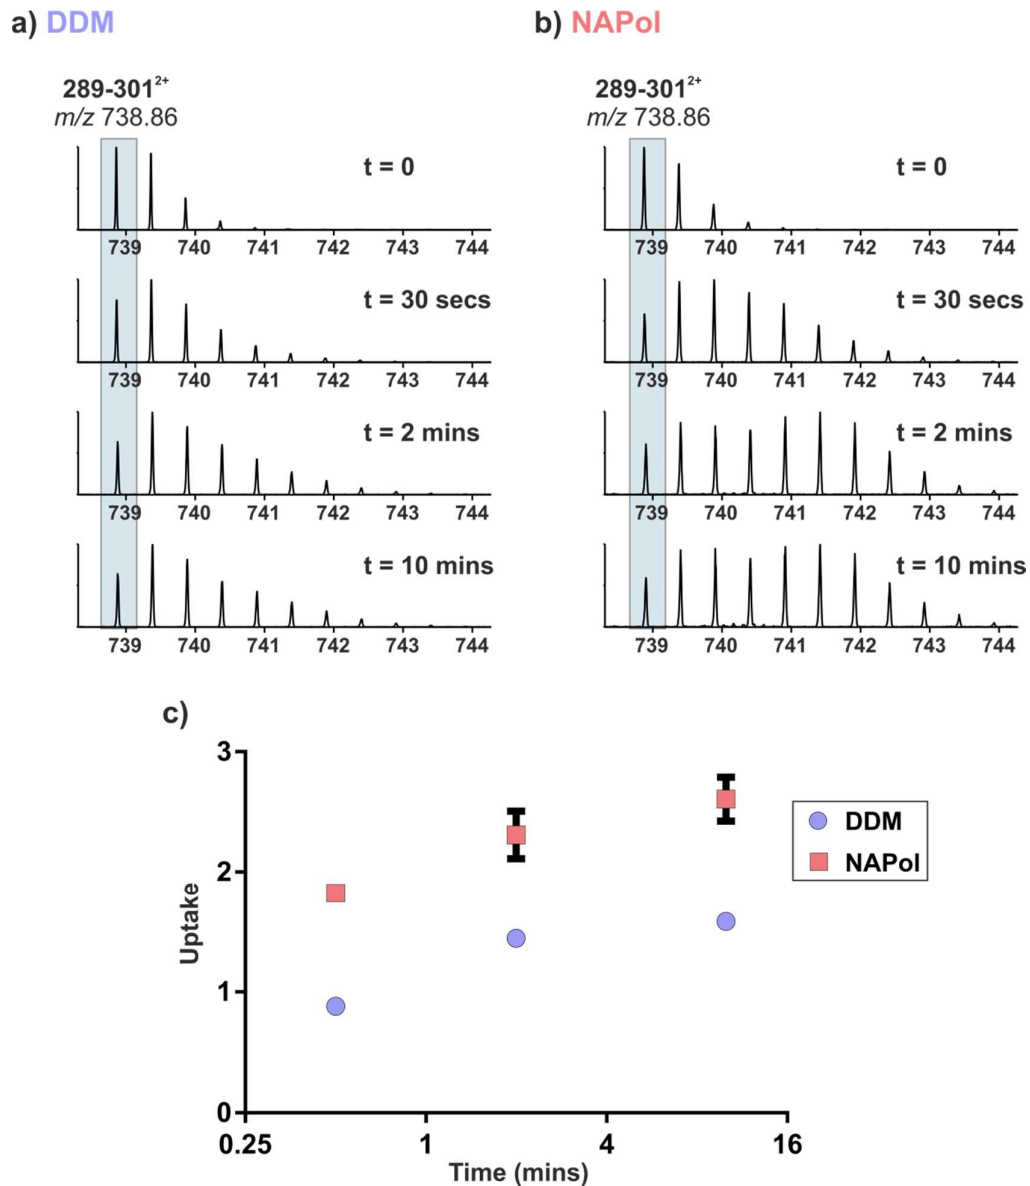 a) DDM
289-301²⁺
m/z 738.86
t = 0
739 740 741 742 743 744
t = 30 secs
739 740 741 742 743 744
t = 2 mins
739 740 741 742 743 744
t = 10 mins
739 740 741 742 743 744
b) NAPol
289-301²⁺
m/z 738.86
t = 0
739 740 741 742 743 744
t = 30 secs
739 740 741 742 743 744
t = 2 mins
739 740 741 742 743 744
t = 10 mins
739 740 741 742 743 744
c)
3
2
1
0
Uptake
0.25 1 4 16
Time (mins)
DDM
NAPol